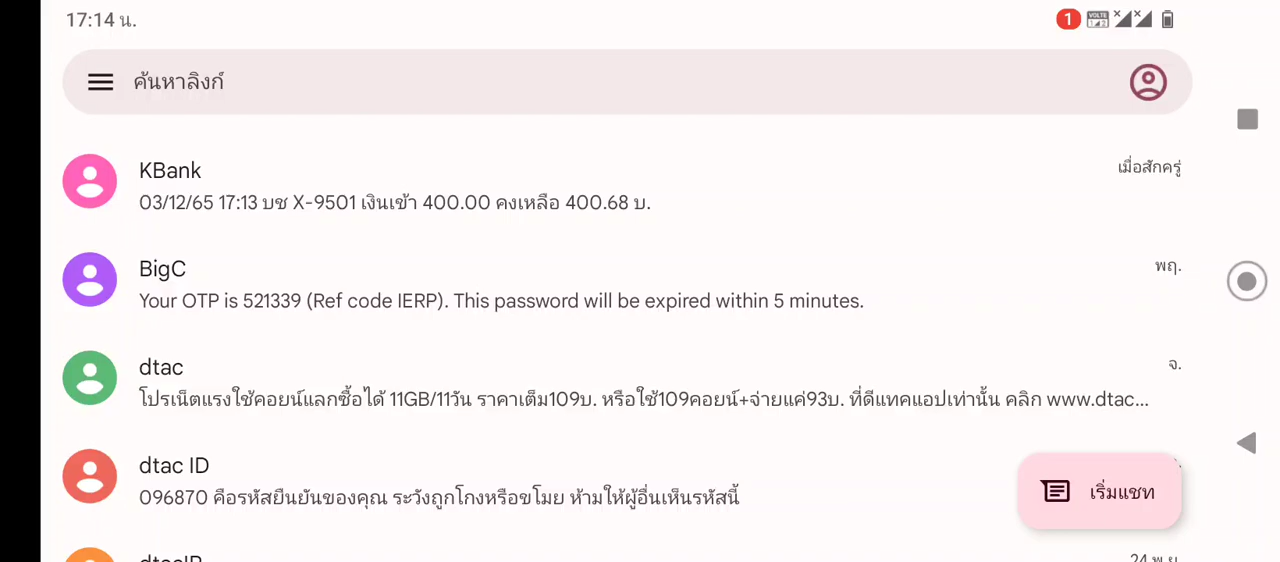 17:14 น.
1
VOLTE
ค้นหาลิงก์
KBank
เมื่อสักครู่
03/12/65 17:13 บช X-9501 เงินเข้า 400.00 คงเหลือ 400.68 บ.
BigC
พฤ.
Your OTP is 521339 (Ref code IERP). This password will be expired within 5 minutes.
dtac
จ.
โปรเน็ตแรงใช้คอยน์แลกซื้อได้ 11GB/11วัน ราคาเต็ม109บ. หรือใช้109คอยน์+จ่ายแค่93บ. ที่ดีแทคแอปเท่านั้น คลิก www.dtac...
dtac ID
096870 คือรหัสยืนยันของคุณ ระวังถูกโกงหรือขโมย ห้ามให้ผู้อื่นเห็นรหัสนี้
เริ่มแชท
24 พ.ย.